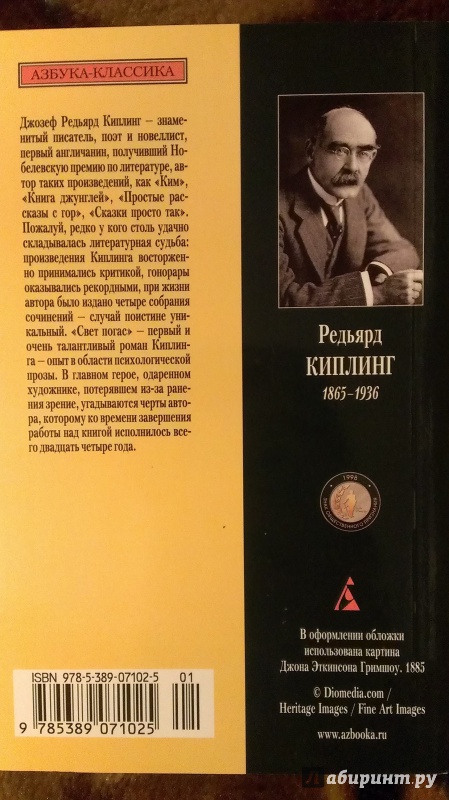 АЗБУКА-КЛАССИКА
Джозеф Редьярд Киплинг — знаме-
нитый писатель, поэт и новеллист,
первый англичанин, получивший Но-
белевскую премию по литературе, ав-
тор таких произведений, как «Ким»,
«Книга джунглей», «Простые рас-
сказы с гор», «Сказки просто так».
Пожалуй, редко у кого столь удачно
складывалась литературная судьба:
произведения Киплинга восторжен-
но принимались критикой, гонорары
оказывались рекордными, при жизни
автора было издано четыре собрания
сочинений — случай поистине уни-
кальный. «Свет погас» — первый и
очень талантливый роман Киплин-
га — опыт в области психологической
прозы. В главном герое, одаренном
художнике, потерявшем из-за ране-
ния зрение, угадываются черты авто-
ра, которому ко времени завершения
работы над книгой исполнилось все-
го двадцать четыре года.
ISBN 978-5-389-07102-5
01
9 785389 071025
Редьярд
КИПЛИНГ
1865–1936
1998
ЗНАК ОБЩЕСТВЕННОГО ПРИЗНАНИЯ
В оформлении обложки
использована картина
Джона Эткинсона Гримшоу. 1885
© Diomedia.com /
Heritage Images / Fine Art Images
www.azbooka.ru
Лабиринт.ру